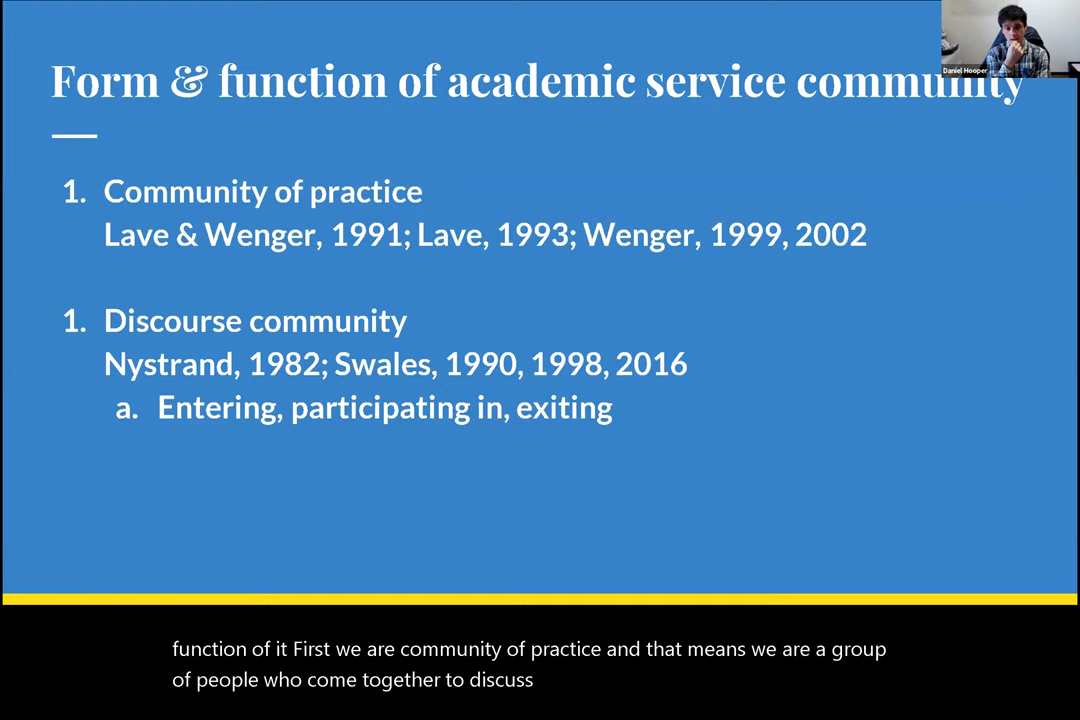 Form & function of academic service community
Daniel Hooper
1. Community of practice
Lave & Wenger, 1991; Lave, 1993; Wenger, 1999, 2002
1. Discourse community
Nystrand, 1982; Swales, 1990, 1998, 2016
a. Entering, participating in, exiting
function of it First we are community of practice and that means we are a group
of people who come together to discuss